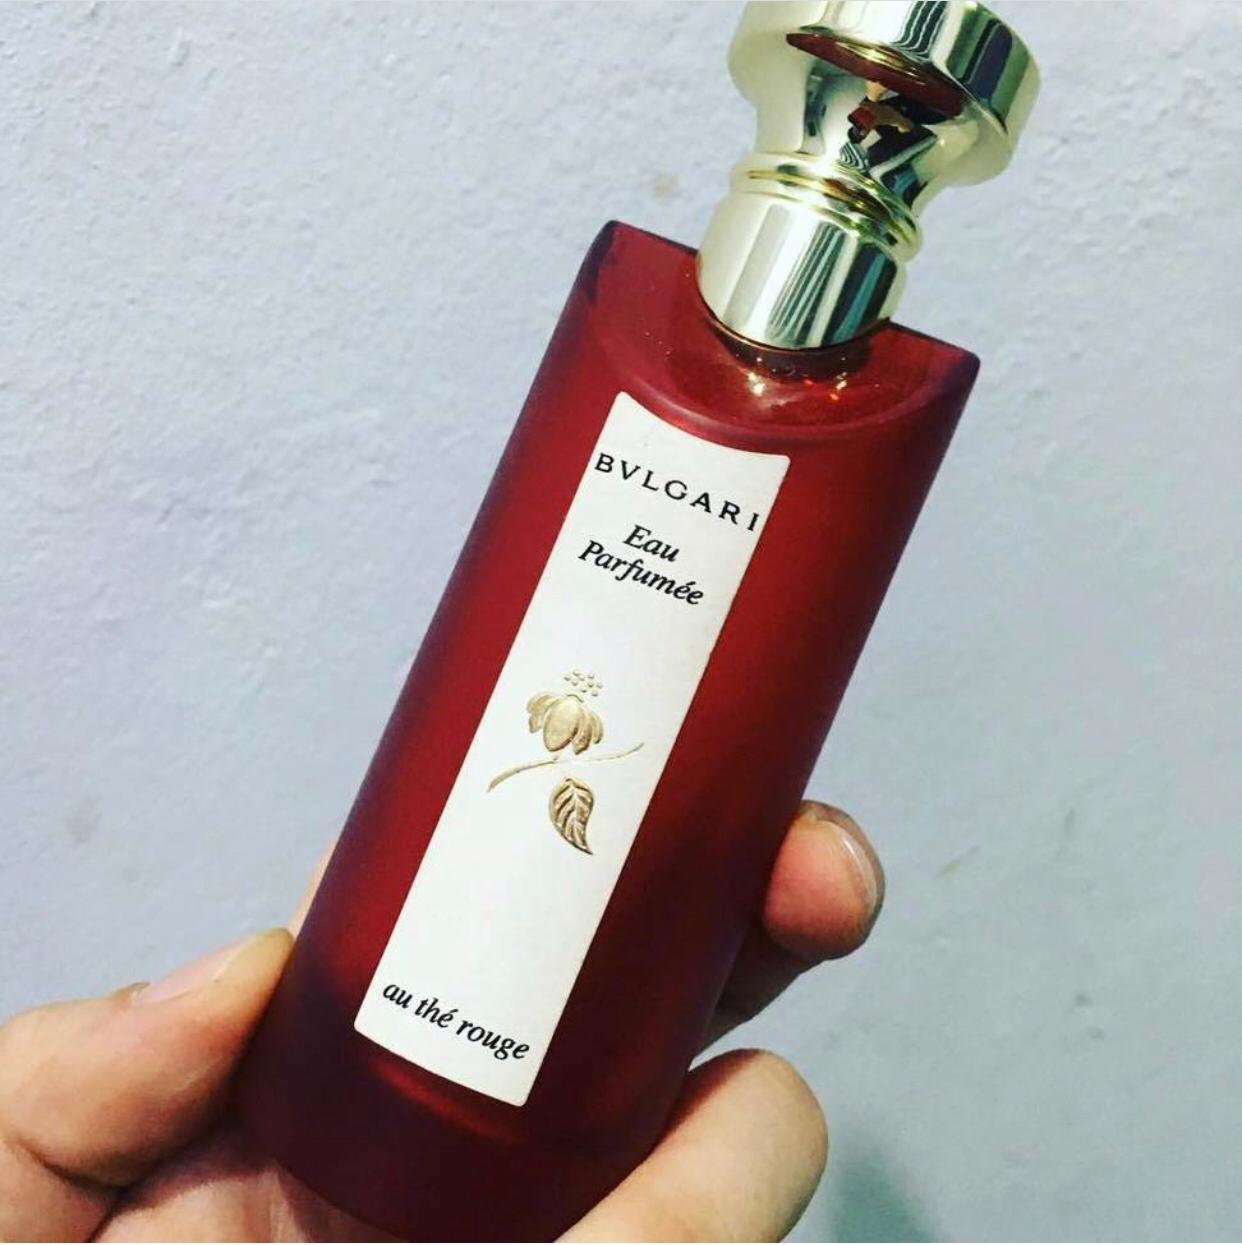 BVLGARI
Eau
Parfumée
au thé rouge